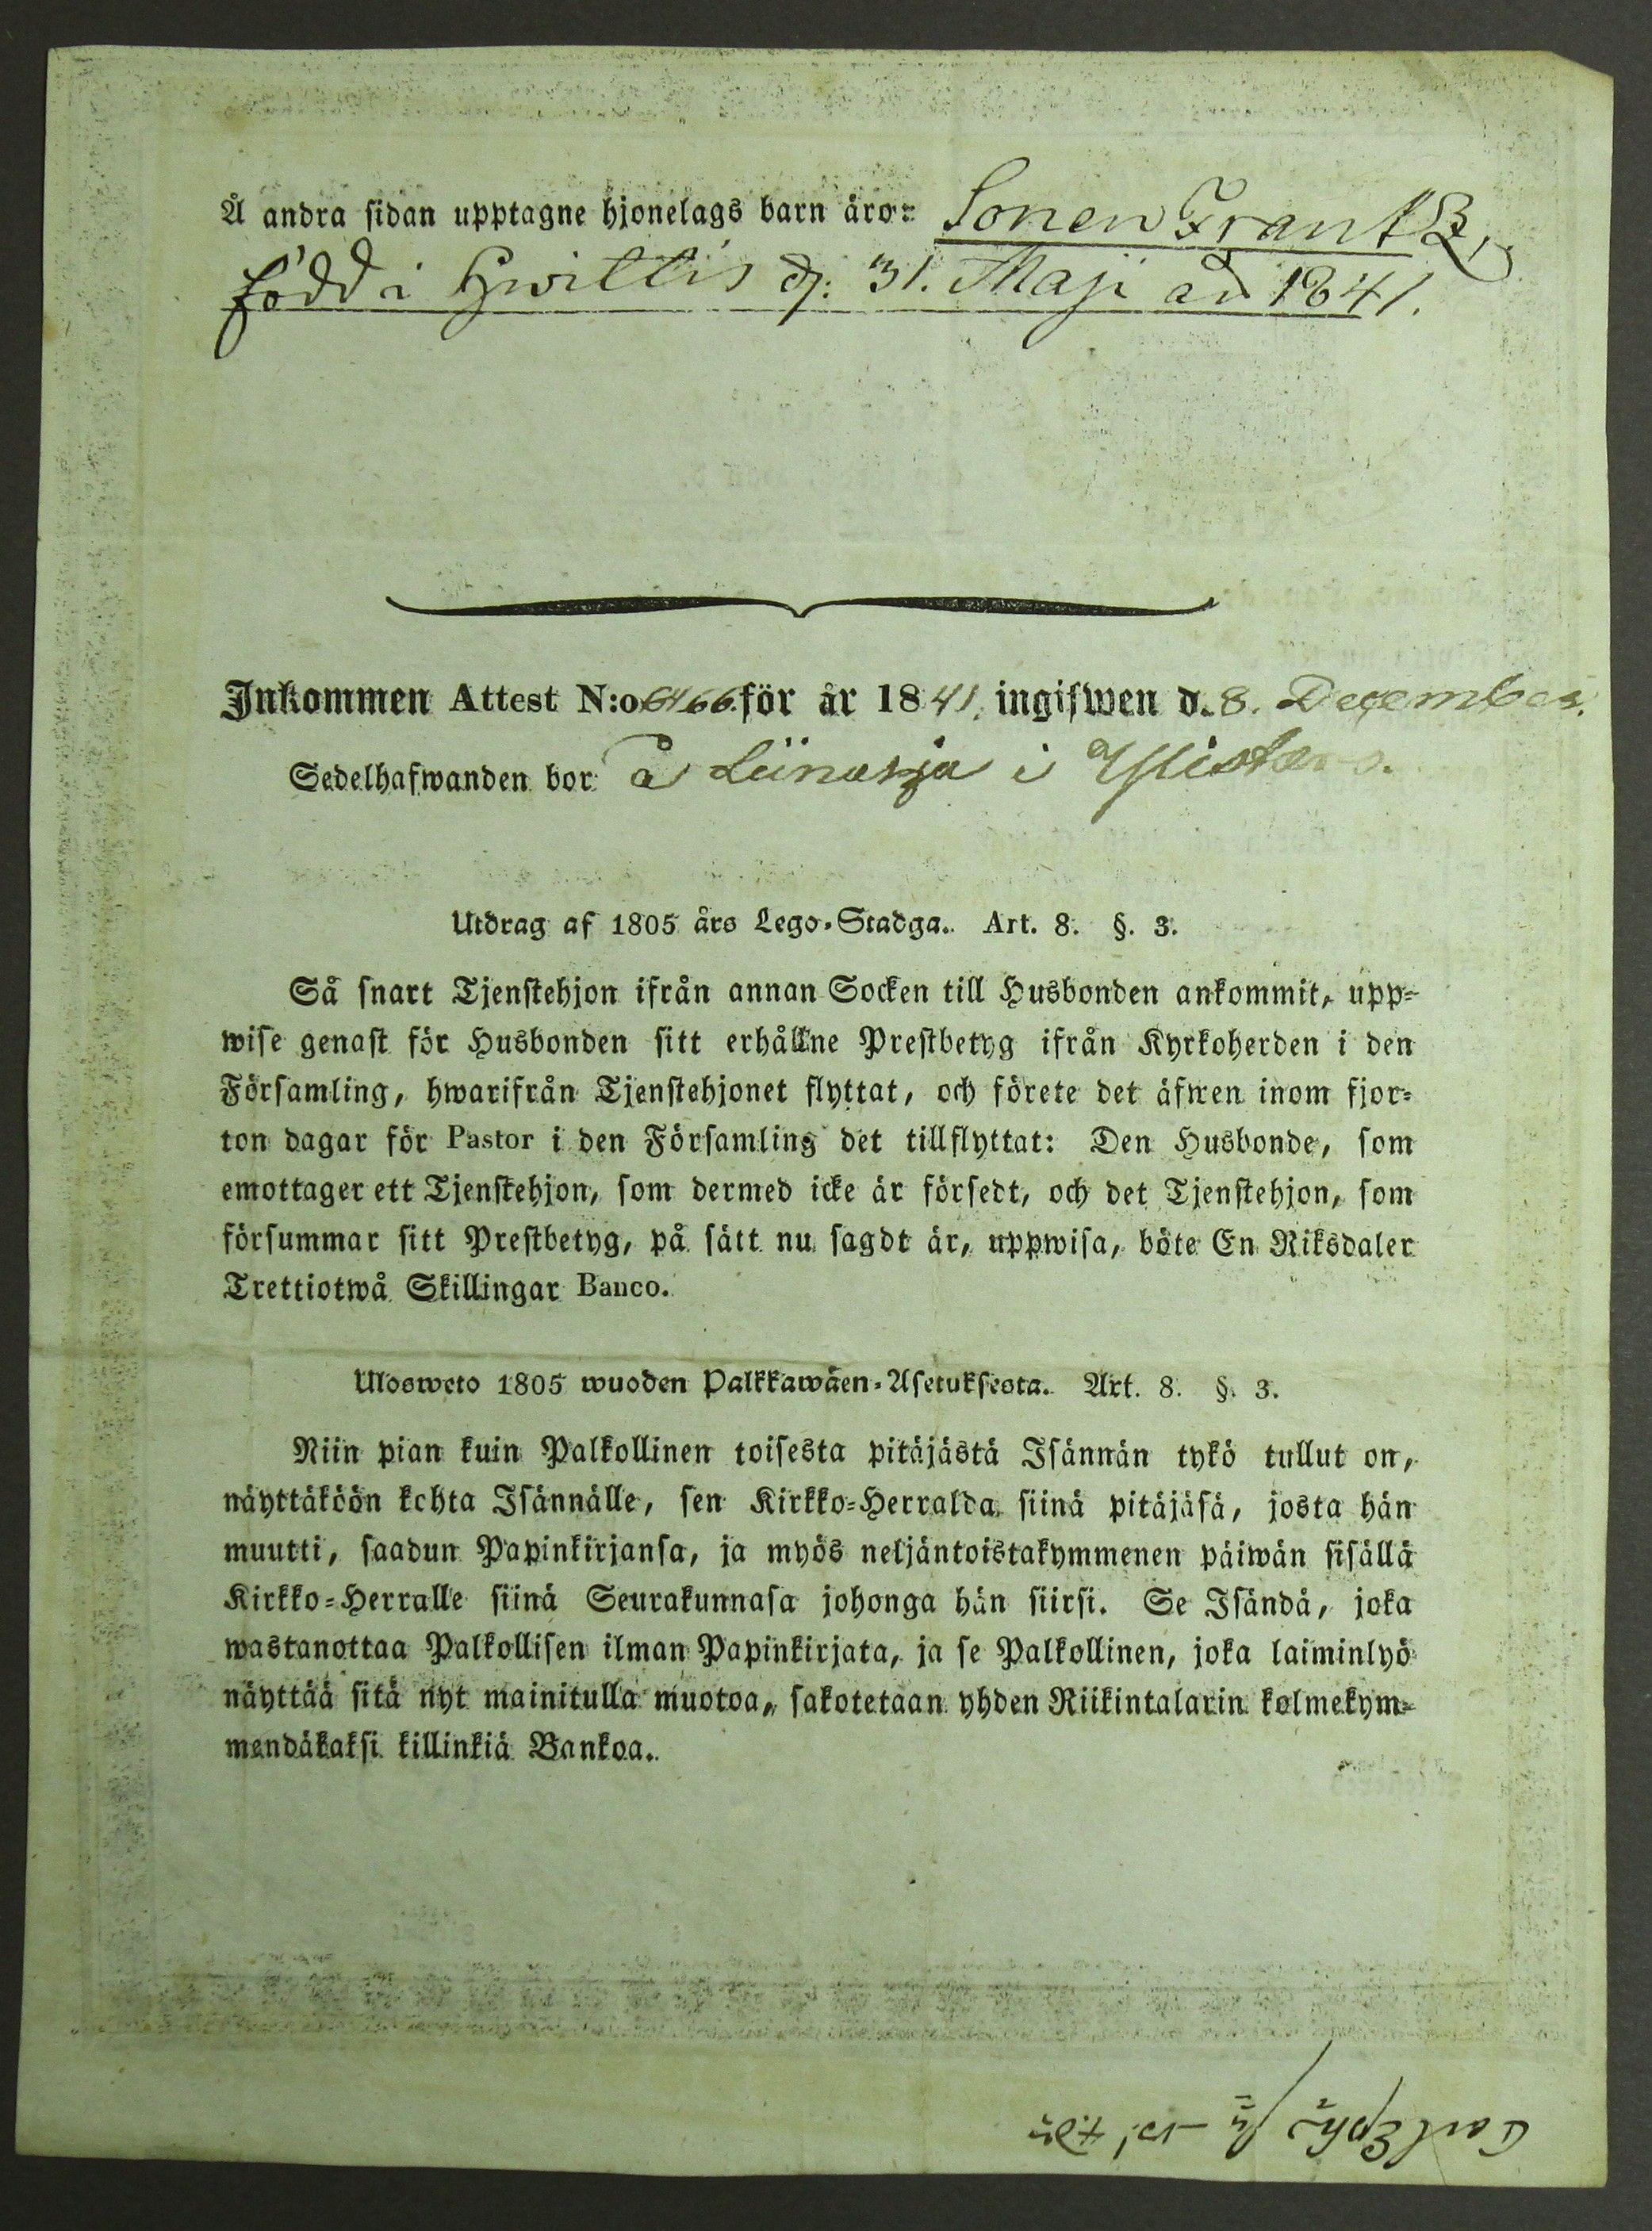 Å andra sidan upptagne hjonelags barn äro: Sonen Frantz,
född i Hwittis d: 31. Maji år 1841.
Inkommen Attest N:o för år 1841, ingifwen d. 8. December.
Sedelhafwanden bor å i
Utdrag af 1805 års Lego-Stadga. Art. 8. §. 3.
Så snart Tjenstehjon ifrån annan Socken till Husbonden ankommit, upp-
wise genast för Husbonden sitt erhållne Prestbetyg ifrån Kyrkoherden i den
Församling, hwarifrån Tjenstehjonet flyttat, och förete det äfwen inom fjor-
ton dagar för Pastor i den Församling det tillflyttat: Den Husbonde, som
emottager ett Tjenstehjon, som dermed icke är försedt, och det Tjenstehjon, som
försummar sitt Prestbetyg, på sätt nu sagdt är, uppwisa, böte En Riksdaler
Trettiotwå Skillingar Banco.
Ulosweto 1805 wuoden Palkkawäen-Asetuksesta. Art. 8. §. 3.
Niin pian kuin Palkollinen toisesta pitäjästä Isännän tykö tullut on,
näyttäköön kohta Isännälle, sen Kirkko-Herralda siinä pitäjäsä, josta hän
muutti, saadun Papinkirjansa, ja myös neljäntoistakymmenen päiwän sisällä
Kirkko-Herralle siinä Seurakunnasa johonga hän siirsi. Se Isändä, joka
wastanottaa Palkollisen ilman Papinkirjata, ja se Palkollinen, joka laiminlyö
näyttää sitä nyt mainitulla muotoa, sakotetaan yhden Riikintalarin kolmekym-
mendäkaksi killinkiä Bankoa.